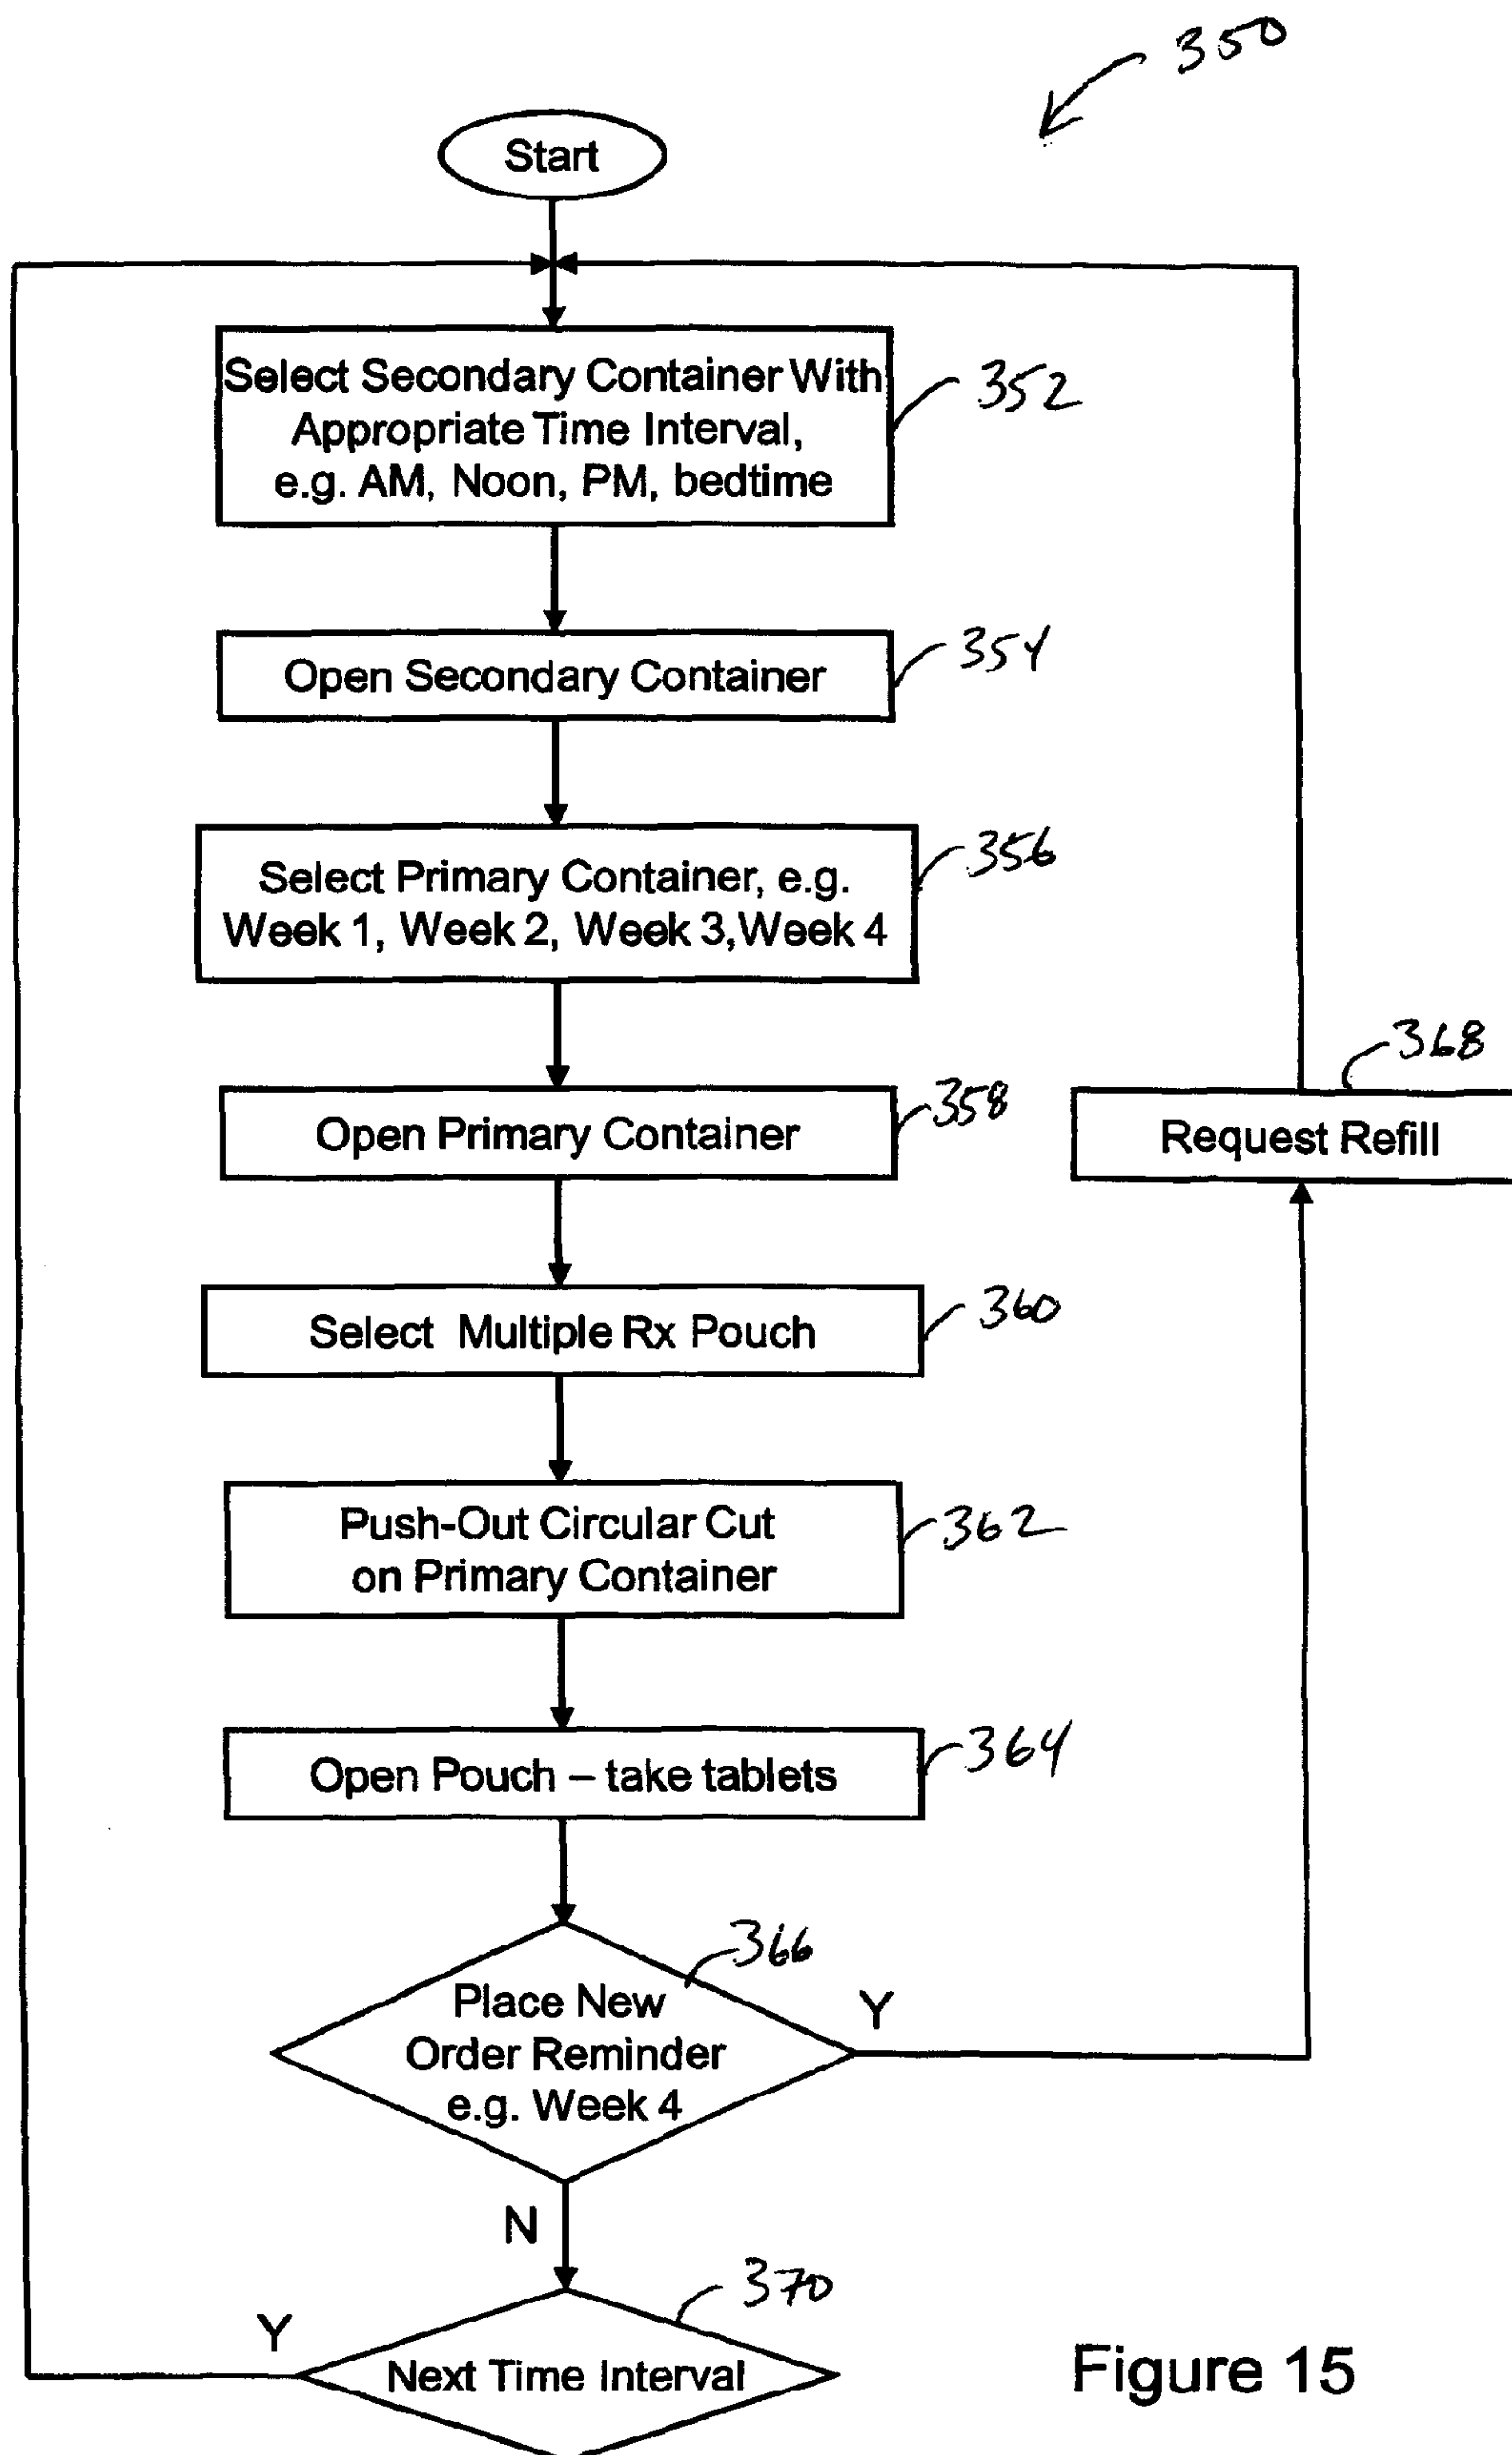 350
Start
Select Secondary Container With
Appropriate Time Interval,
e.g. AM, Noon, PM, bedtime
352
Open Secondary Container
354
Select Primary Container, e.g.
Week 1, Week 2, Week 3, Week 4
356
Open Primary Container
358
Request Refill
368
Select Multiple Rx Pouch
360
Push-Out Circular Cut
on Primary Container
362
Open Pouch – take tablets
364
Place New
Order Reminder
e.g. Week 4
366
Y
N
Next Time Interval
370
Y
Figure 15